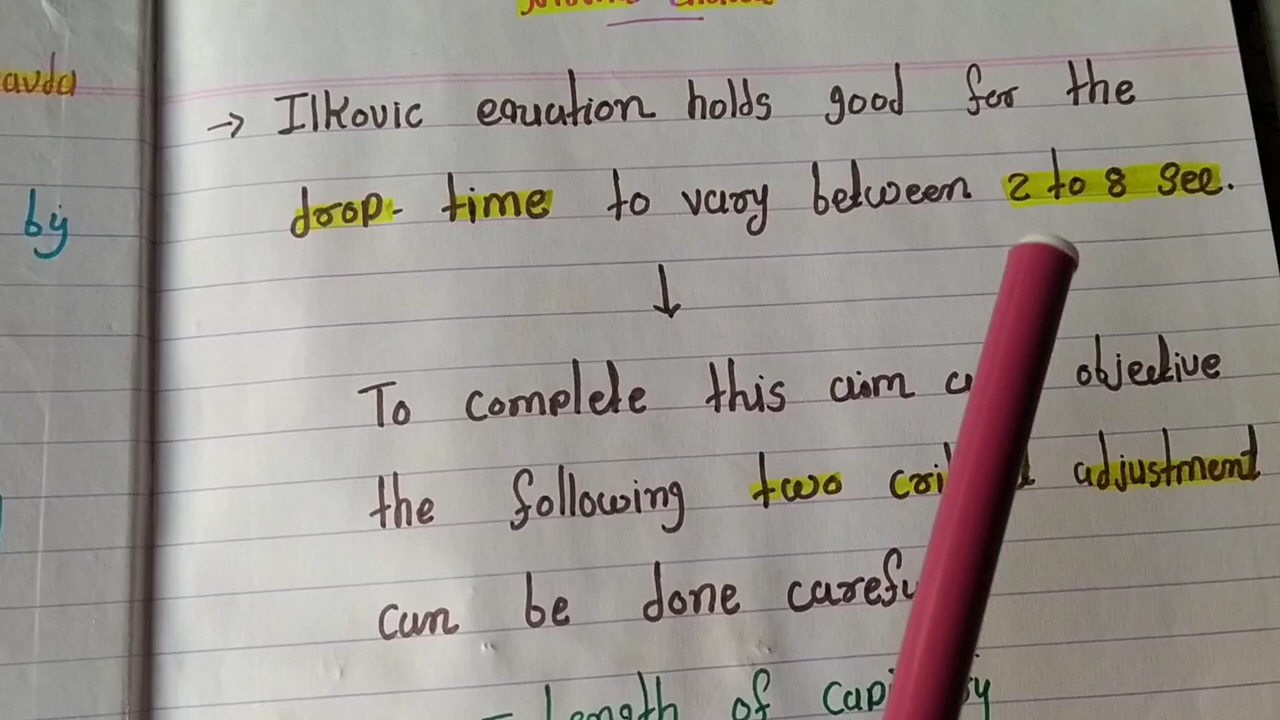 avda
by
→ Ilkovic equation holds good for the
drop-time to vary between 2 to 8 sec.
↓
To complete this aim objective
the following two adjustment
can be done
- Length of